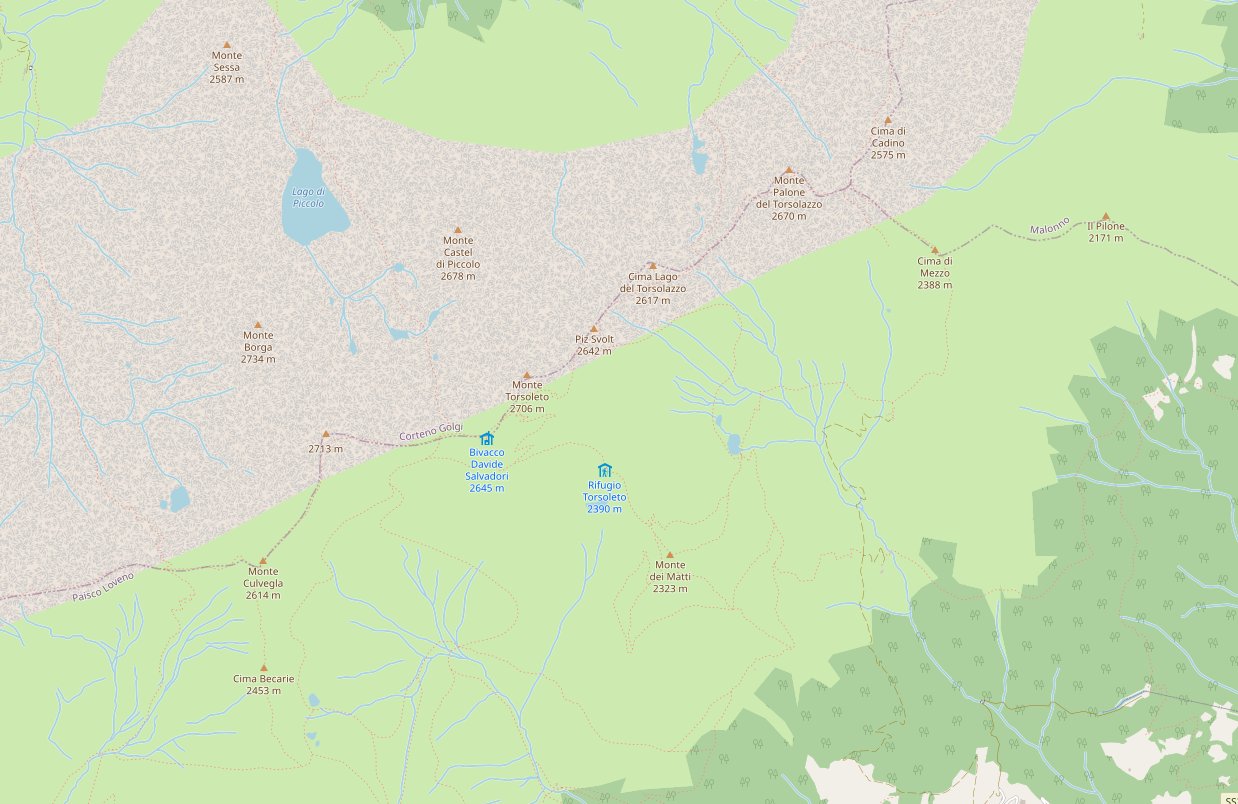 Monte
Sessa
2587 m
Cima di
Cadino
2575 m
Lago di
Piccolo
Monte
Palone
del Torsolazzo
2670 m
Malonno
Il Pilone
2171 m
Monte
Castel
di Piccolo
2678 m
Cima di
Mezzo
2388 m
Cima Lago
del Torsolazzo
2617 m
Monte
Borga
2734 m
Piz Svolt
2642 m
Monte
Torsoleto
2706 m
Corteno Golgi
2713 m
Bivacco
Davide
Salvadori
2645 m
Rifugio
Torsoleto
2390 m
Monte
dei Matti
2323 m
Monte
Culvegla
2614 m
Paisco Loveno
Cima Becarie
2453 m